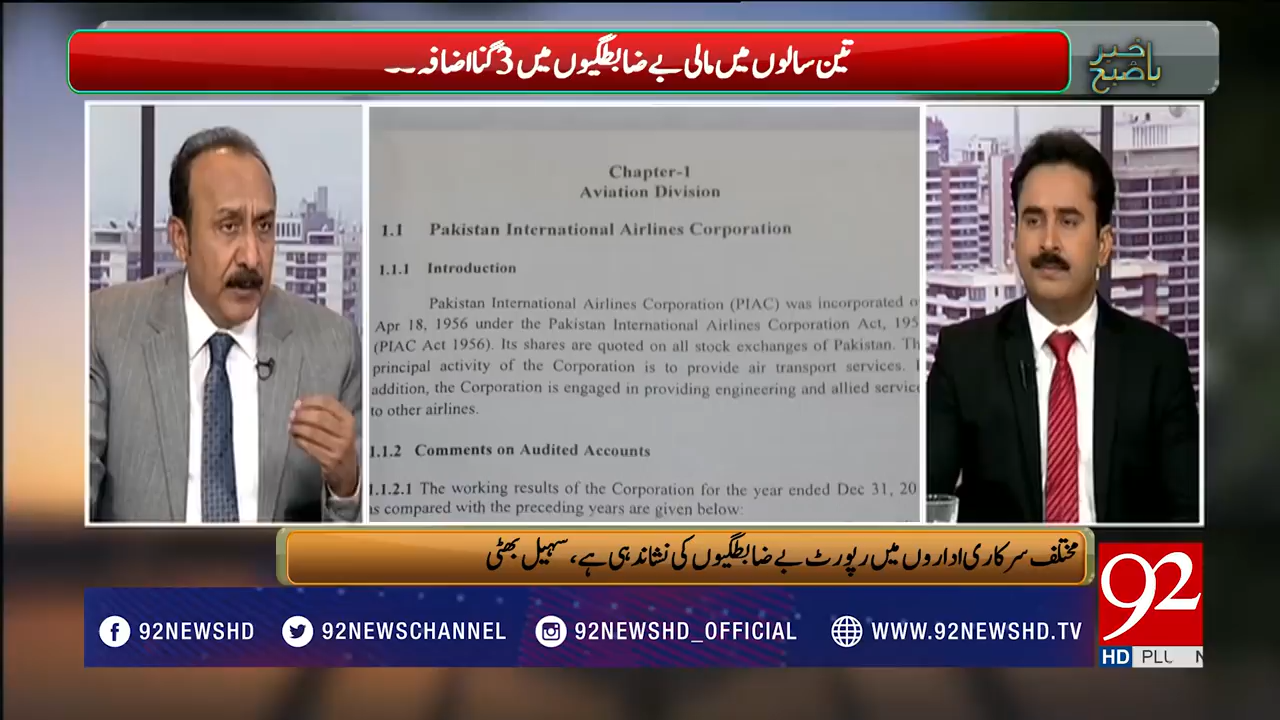 تین سالوں میں مالی بے ضابطگیوں میں 3 گنا اضافہ ۔۔
باخبر صبح
Chapter-1
Aviation Division
1.1 Pakistan International Airlines Corporation
1.1.1 Introduction
Pakistan International Airlines Corporation (PIAC) was incorporated
Apr 18, 1956 under the Pakistan International Airlines Corporation Act, 195
(PIAC Act 1956). Its shares are quoted on all stock exchanges of Pakistan. Th
principal activity of the Corporation is to provide air transport services.
addition, the Corporation is engaged in providing engineering and allied service
to other airlines.
1.1.2 Comments on Audited Accounts
1.1.2.1 The working results of the Corporation for the year ended Dec 31, 20
as compared with the preceding years are given below:
مختلف سرکاری اداروں میں رپورٹ بے ضابطگیوں کی نشاندہی ہے، سہیل بھٹی
92NEWSHD 92NEWSCHANNEL 92NEWSHD_OFFICIAL WWW.92NEWSHD.TV
92
HD PLU N